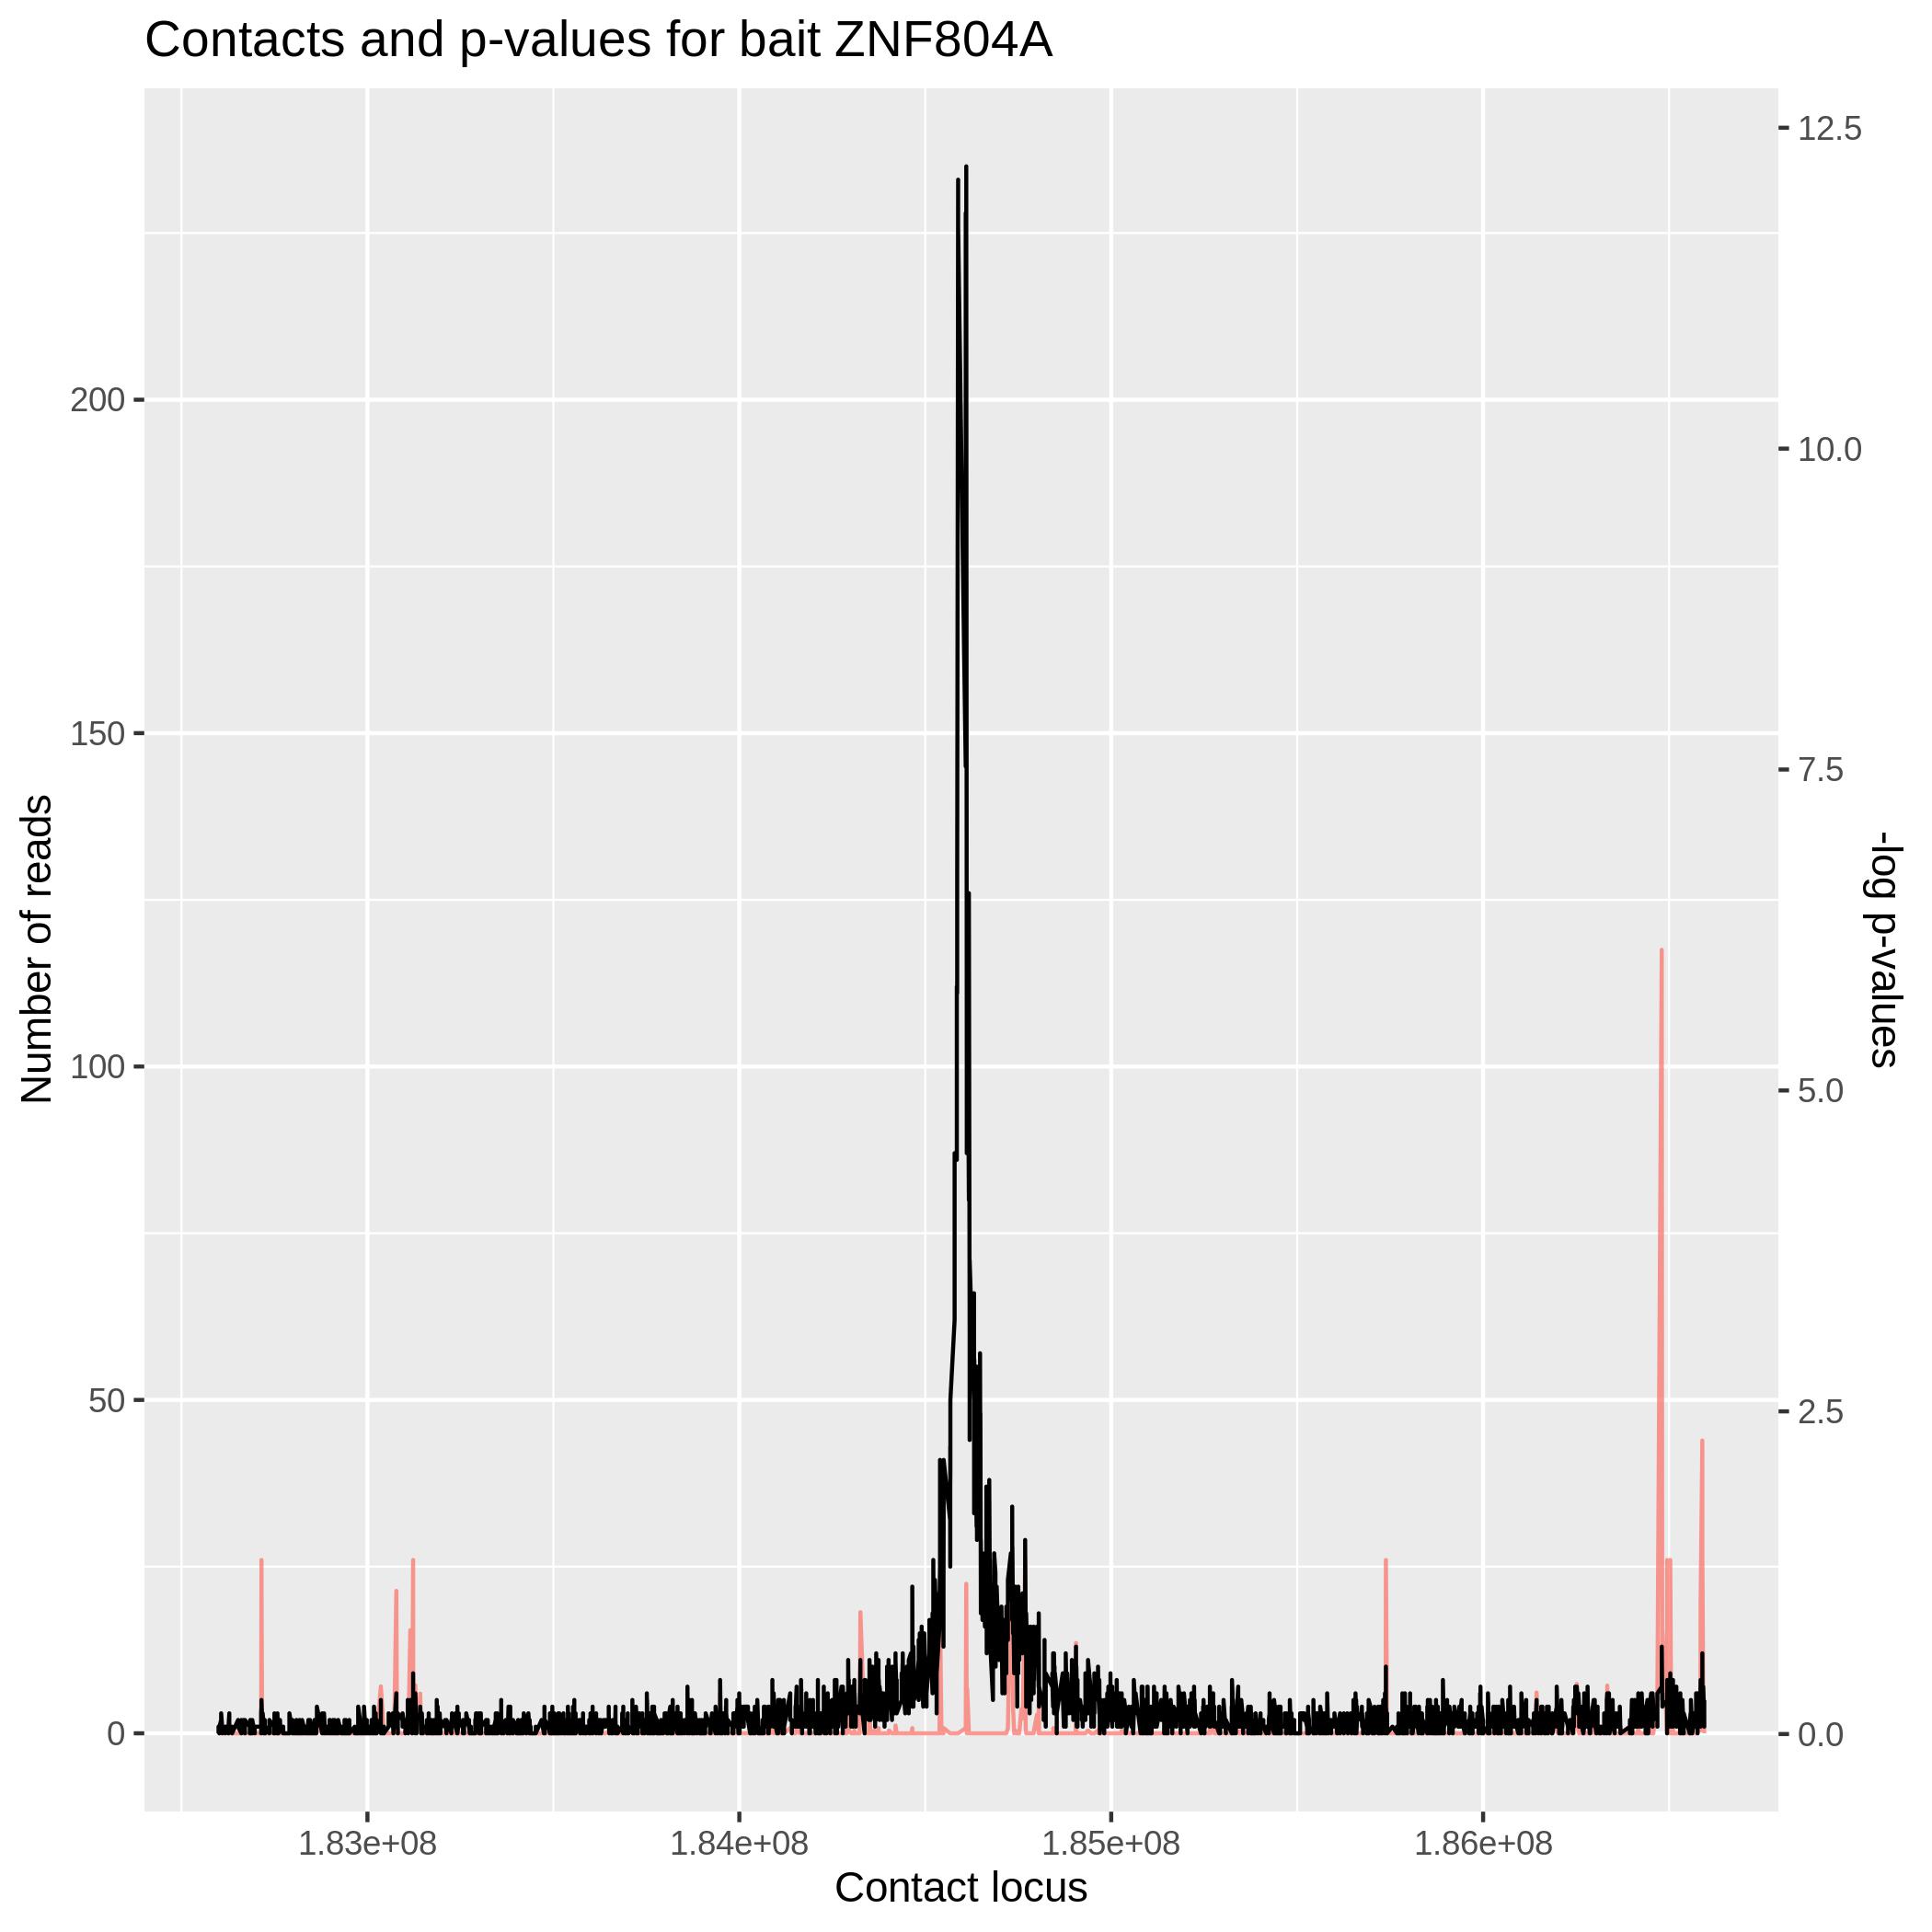 Contacts and p-values for bait ZNF804A
12.5
200
10.0
150
7.5
Number of reads
-log p-values
100
5.0
50
2.5
0
0.0
1.83e+08
1.84e+08
1.85e+08
1.86e+08
Contact locus